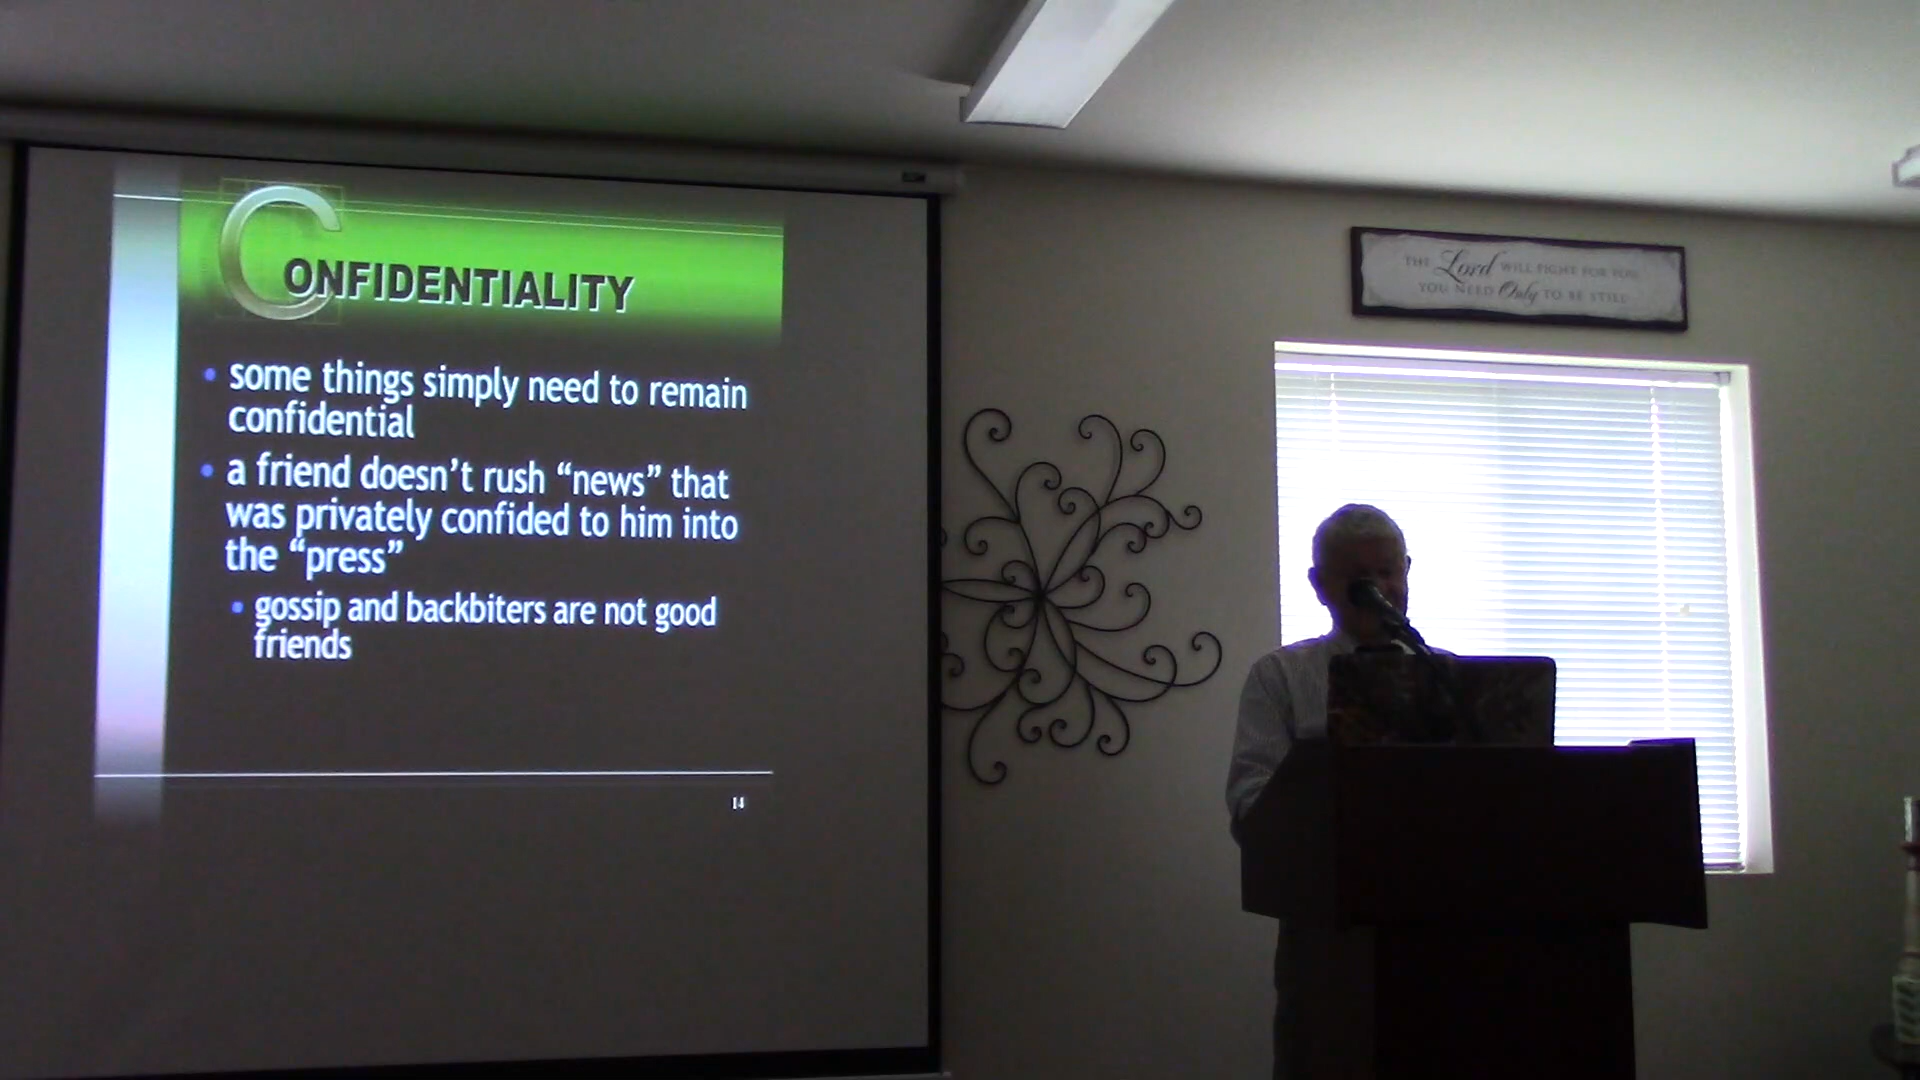 CONFIDENTIALITY
• some things simply need to remain
confidential
• a friend doesn't rush “news” that
was privately confided to him into
the “press”
• gossip and backbiters are not good
friends
14
THE Lord WILL FIGHT FOR YOU
YOU NEED Only TO BE STILL